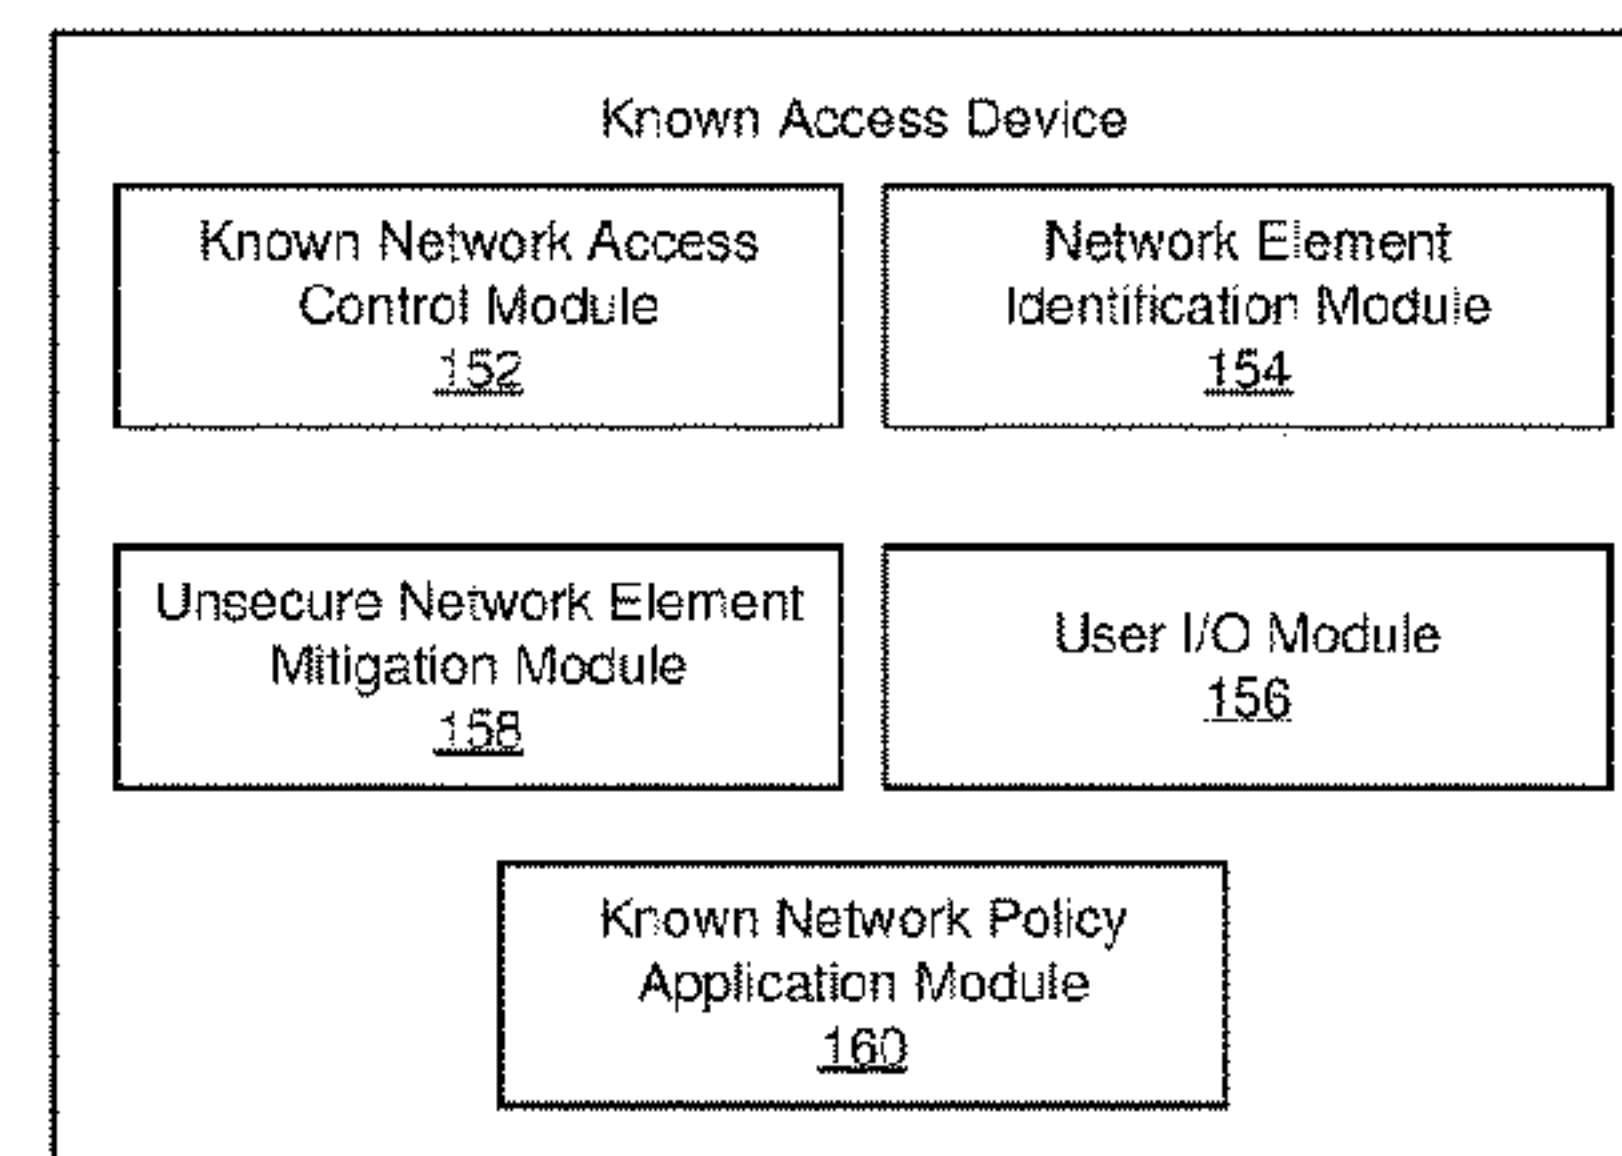 Known Access Device
Known Network Access
Control Module
152
Network Element
Identification Module
154
Unsecure Network Element
Mitigation Module
158
User I/O Module
156
Known Network Policy
Application Module
160